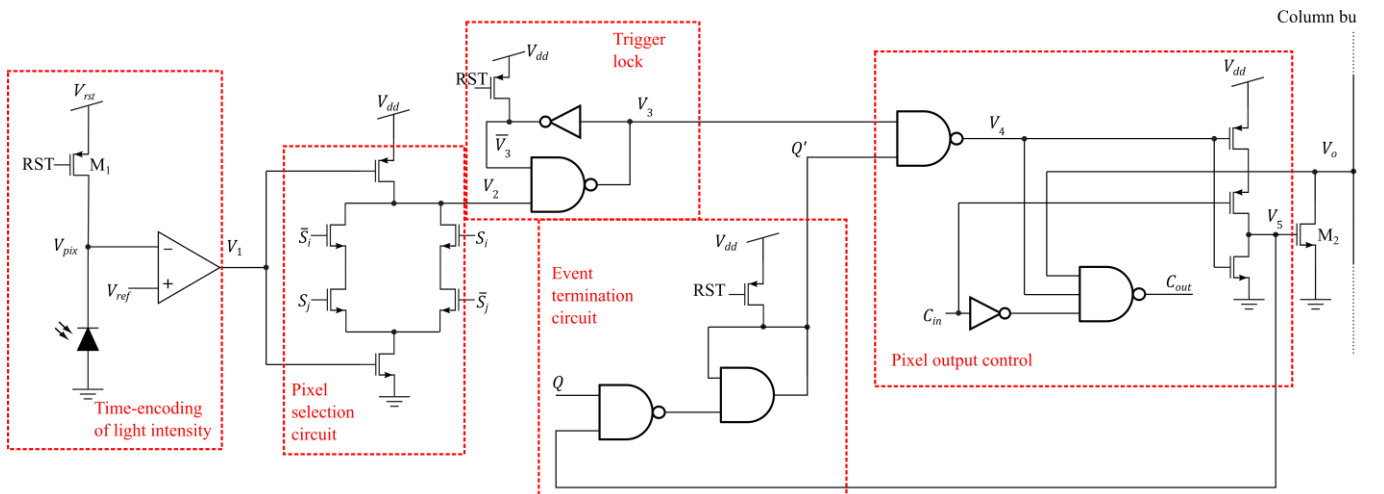 Column bu
Trigger
lock
V_dd
RST
V_3
V̅_3
V_2
V_rst
RST
M_1
V_pix
V_ref
V_1
Time-encoding
of light intensity
V_dd
S̅_i
S_i
S_j
S̅_j
Pixel
selection
circuit
V_dd
RST
Event
termination
circuit
Q
Q'
V_4
V_dd
V_o
V_5
M_2
C_out
C_in
Pixel output control